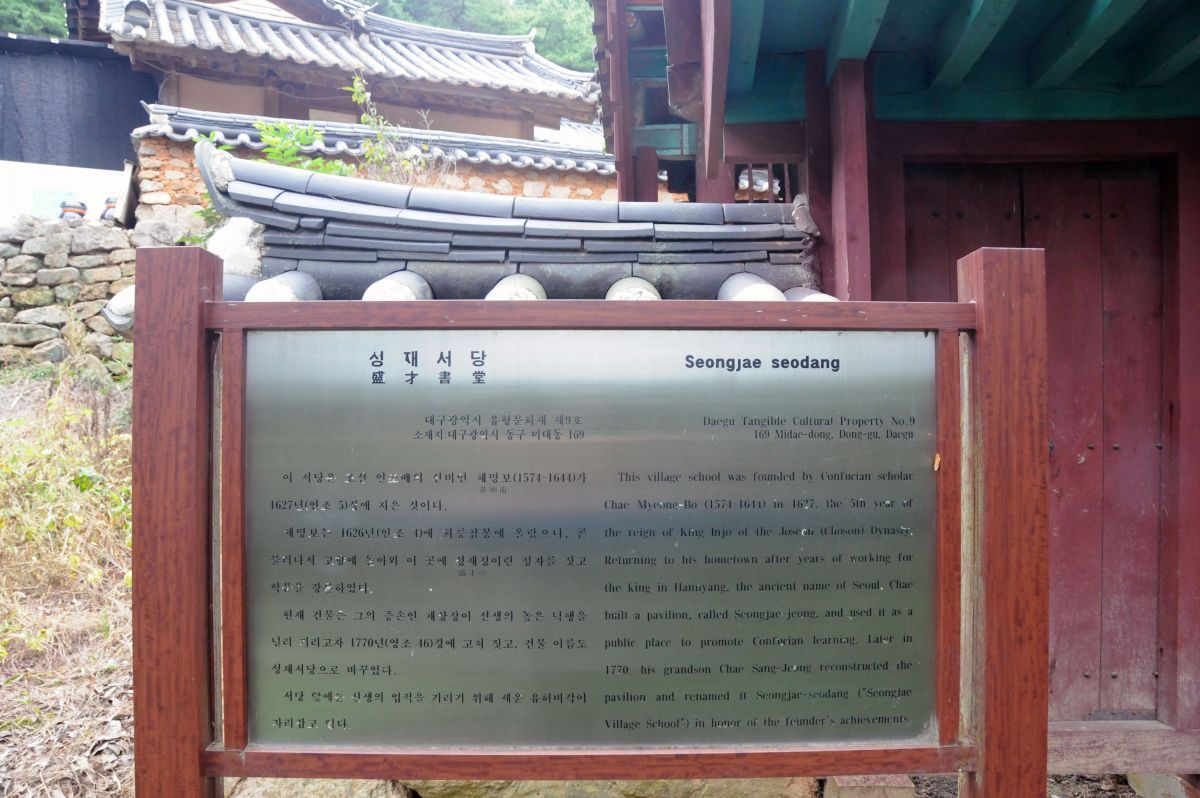 성재서당
盛才書堂
대구광역시 유형문화재 제9호
소재지:대구광역시 동구 미대동 169
이 서당은 조선 인조때의 선비인 채명보(1574-1644)가
蔡明甫
1627년(인조 5)경에 지은 것이다.
채명보는 1626년(인조 4)에 희릉참봉에 올랐으나, 곧
물러나서 고향에 돌아와 이 곳에 성재정이란 정자를 짓고
盛才亭
학문을 강론하였다.
현재 건물은 그의 증손인 채상정이 선생의 높은 덕행을
널리 기리고자 1770년(영조 46)경에 고쳐 짓고, 건물 이름도
성재서당으로 바꾸었다.
서당 앞에는 선생의 업적을 기리기 위해 세운 유허비각이
자리잡고 있다.
Seongjae seodang
Daegu Tangible Cultural Property No.9
169 Midae-dong, Dong-gu, Daegu
This village school was founded by Confucian scholar
Chae Myeong-Bo (1574-1644) in 1627, the 5th year of
the reign of King Injo of the Joseon (Choson) Dynasty.
Returning to his hometown after years of working for
the king in Hamyang, the ancient name of Seoul, Chae
built a pavilion, called Seongjae-jeong, and used it as a
public place to promote Confucian learning. Later in
1770, his grandson Chae Sang-Jeong reconstructed the
pavilion and renamed it Seongjae-seodang ("Seongjae
Village School") in honor of the feunder's achievements